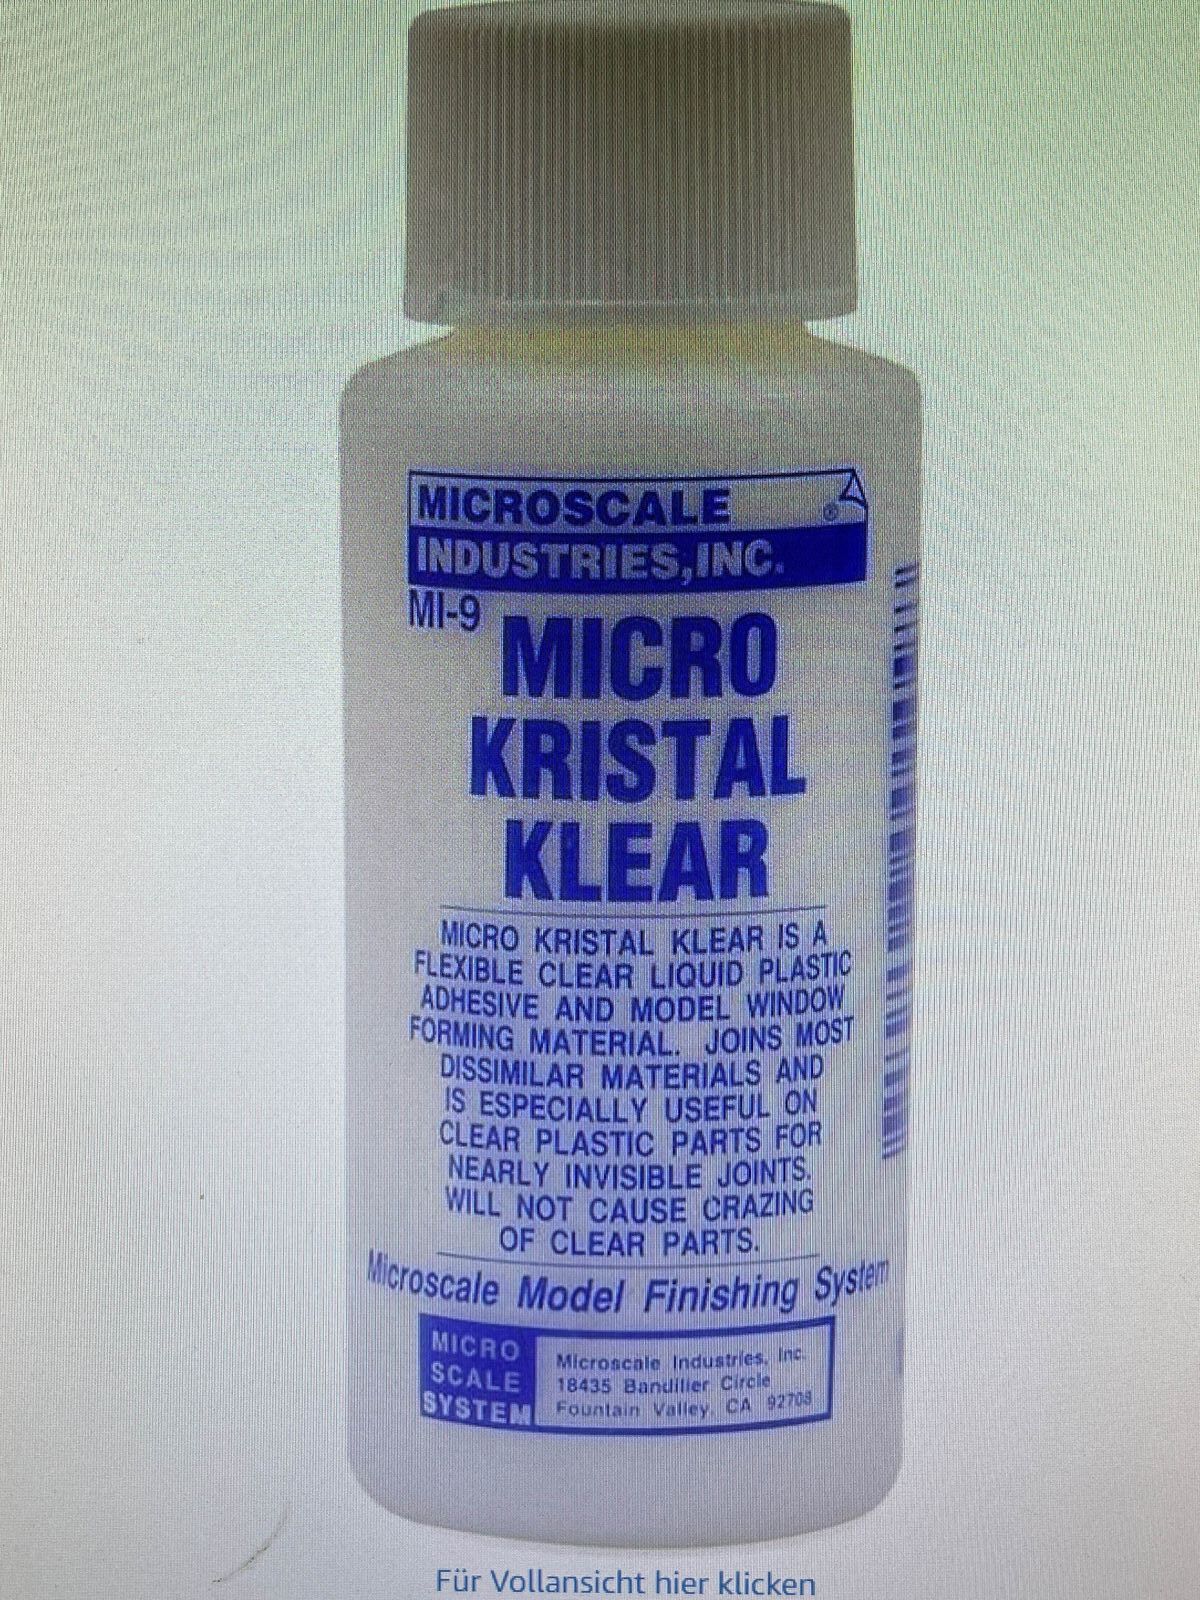 MICROSCALE
INDUSTRIES, INC.
MI-9
MICRO
KRISTAL
KLEAR
MICRO KRISTAL KLEAR IS A
FLEXIBLE CLEAR LIQUID PLASTIC
ADHESIVE AND MODEL WINDOW
FORMING MATERIAL. JOINS MOST
DISSIMILAR MATERIALS AND
IS ESPECIALLY USEFUL ON
CLEAR PLASTIC PARTS FOR
NEARLY INVISIBLE JOINTS.
WILL NOT CAUSE CRAZING
OF CLEAR PARTS.
Microscale Model Finishing System
MICRO
SCALE
SYSTEM
Microscale Industries, Inc.
18435 Bandilier Circle
Fountain Valley, CA 92708
Für Vollansicht hier klicken